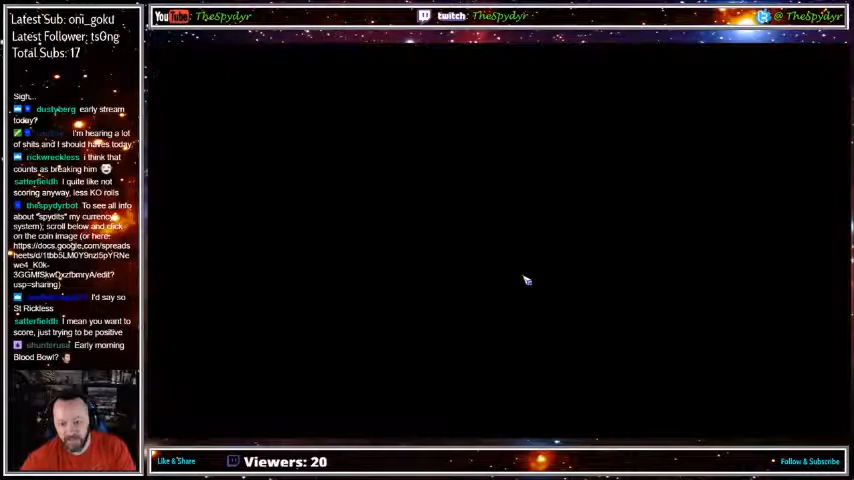 Latest Sub: oni_goku
Latest Follower: ts0ng
Total Subs: 17
YouTube TheSpydyr
twitch TheSpydyr
@ TheSpydyr
Sigh...
dustyberg early stream
today?
I'm hearing a lot
of shits and I should haves today
rickwreckless i think that
counts as breaking him
satterfieldh I quite like not
scoring anyway, less KO rolls
thespydyrbot To see all info
about "spydits" my currency
system); scroll below and click
on the coin image (or here:
https://docs.google.com/spreads
usp=sharing)
I'd say so
St Rickless
satterfieldh I mean you want to
score, just trying to be positive
shunterusa Early morning
Blood Bowl?
Like & Share
Viewers: 20
Follow & Subscribe